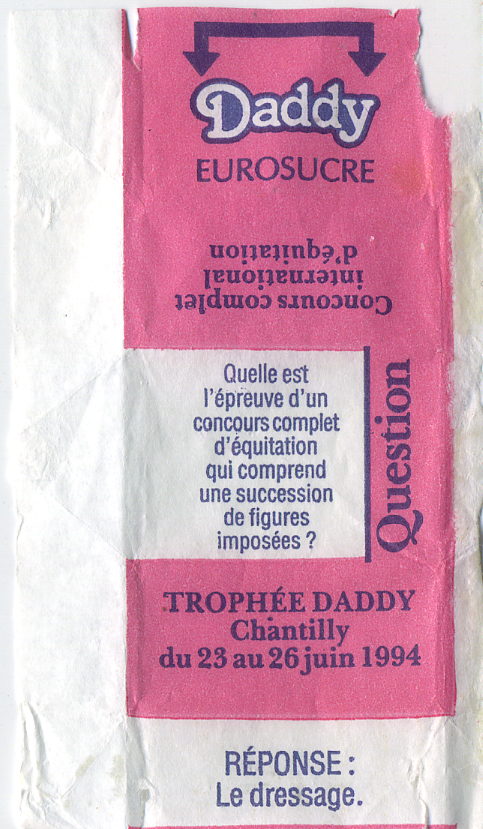 Daddy
EUROSUCRE
Concours complet
international
d'équitation
Quelle est
l'épreuve d'un
concours complet
d'équitation
qui comprend
une succession
de figures
imposées ?
Question
TROPHÉE DADDY
Chantilly
du 23 au 26 juin 1994
RÉPONSE :
Le dressage.